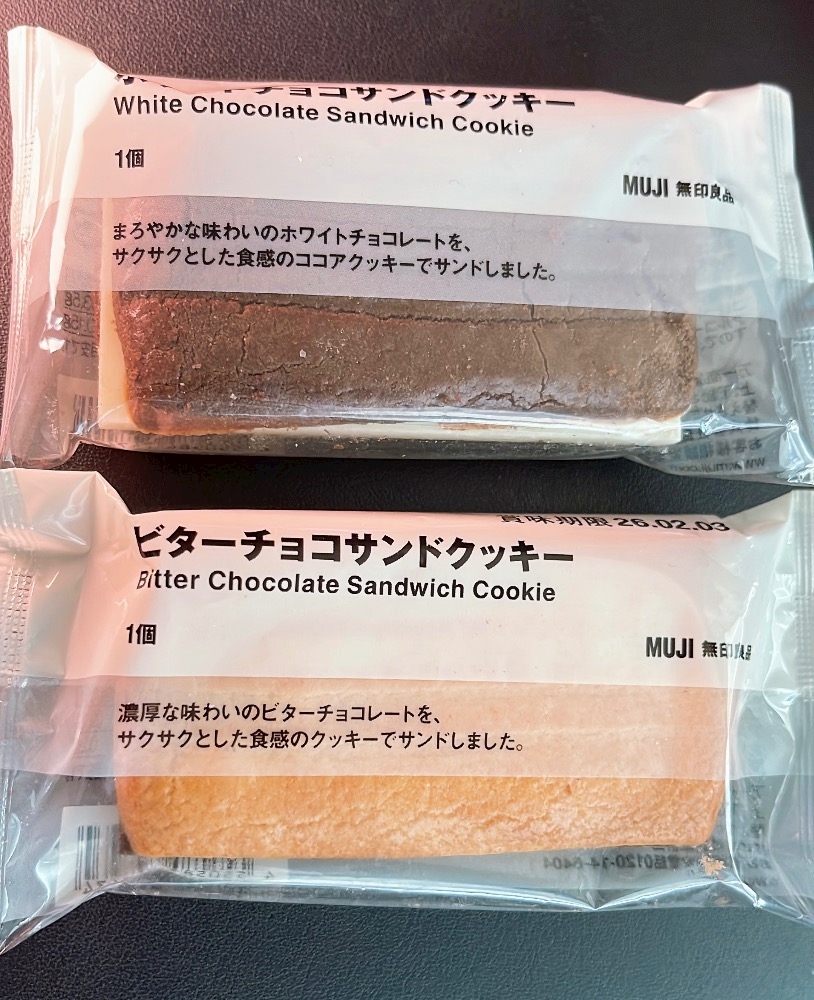 チョコサンドクッキー
White Chocolate Sandwich Cookie
1個
MUJI 無印良品
まろやかな味わいのホワイトチョコレートを、
サクサクとした食感のココアクッキーでサンドしました。
賞味期限 26.02.03
ビターチョコサンドクッキー
Bitter Chocolate Sandwich Cookie
1個
MUJI 無印良品
濃厚な味わいのビターチョコレートを、
サクサクとした食感のクッキーでサンドしました。